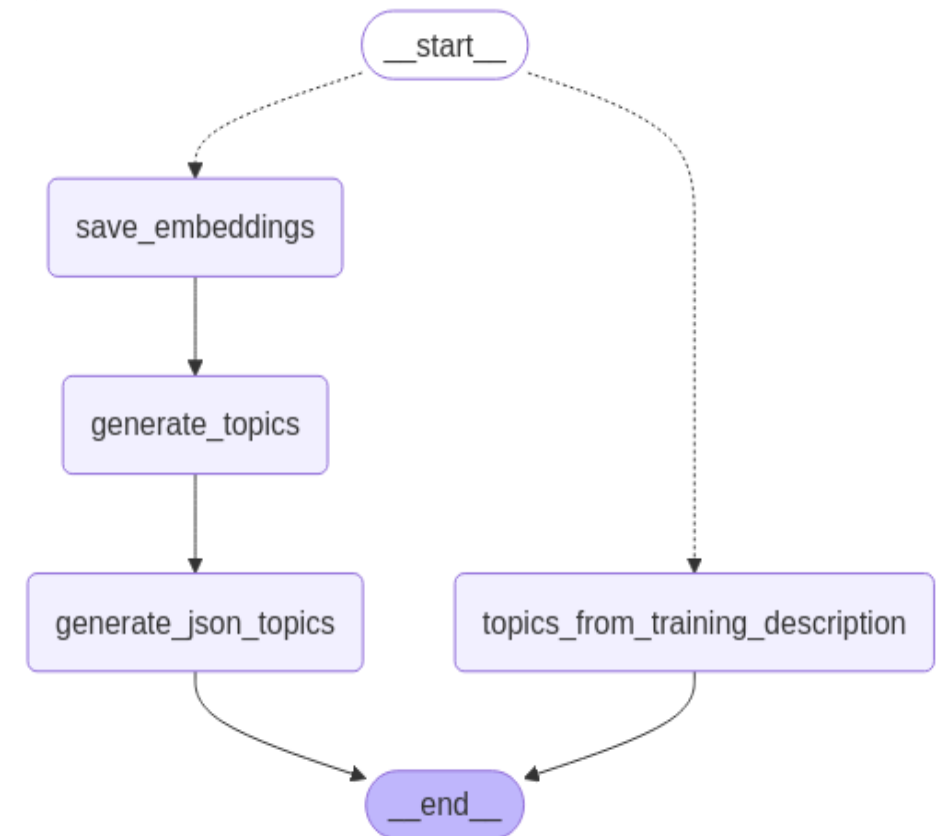 __start__
save_embeddings
generate_topics
generate_json_topics
topics_from_training_description
__end__